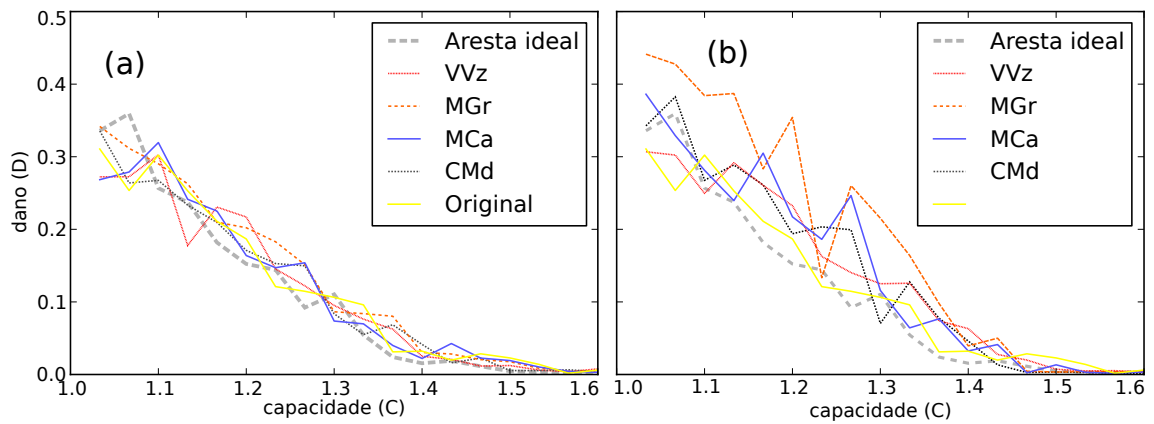 0.5
0.4
0.3
0.2
0.1
0.0
dano (D)
(a)
Aresta ideal
VVz
MGr
MCa
CMd
Original
1.0 1.1 1.2 1.3 1.4 1.5 1.6
capacidade (C)
(b)
Aresta ideal
VVz
MGr
MCa
CMd
1.0 1.1 1.2 1.3 1.4 1.5 1.6
capacidade (C)